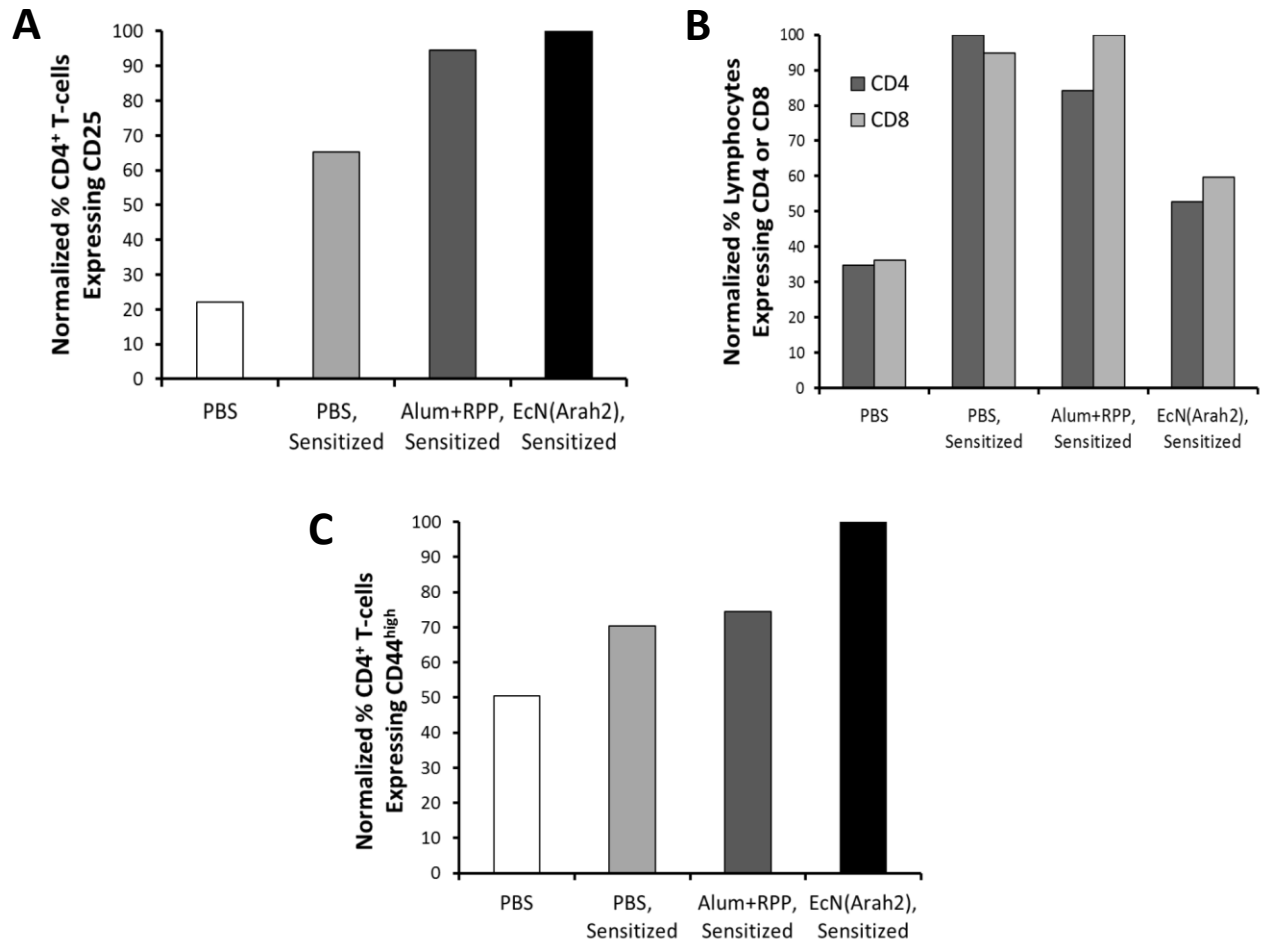 A
Normalized % CD4⁺ T-cells
Expressing CD25
100
90
80
70
60
50
40
30
20
10
0
PBS
PBS,
Sensitized
Alum+RPP,
Sensitized
EcN(Arah2),
Sensitized
B
Normalized % Lymphocytes
Expressing CD4 or CD8
100
90
80
70
60
50
40
30
20
10
0
CD4
CD8
PBS
PBS,
Sensitized
Alum+RPP,
Sensitized
EcN(Arah2),
Sensitized
C
Normalized % CD4⁺ T-cells
Expressing CD44ʰⁱᵍʰ
100
90
80
70
60
50
40
30
20
10
0
PBS
PBS,
Sensitized
Alum+RPP,
Sensitized
EcN(Arah2),
Sensitized